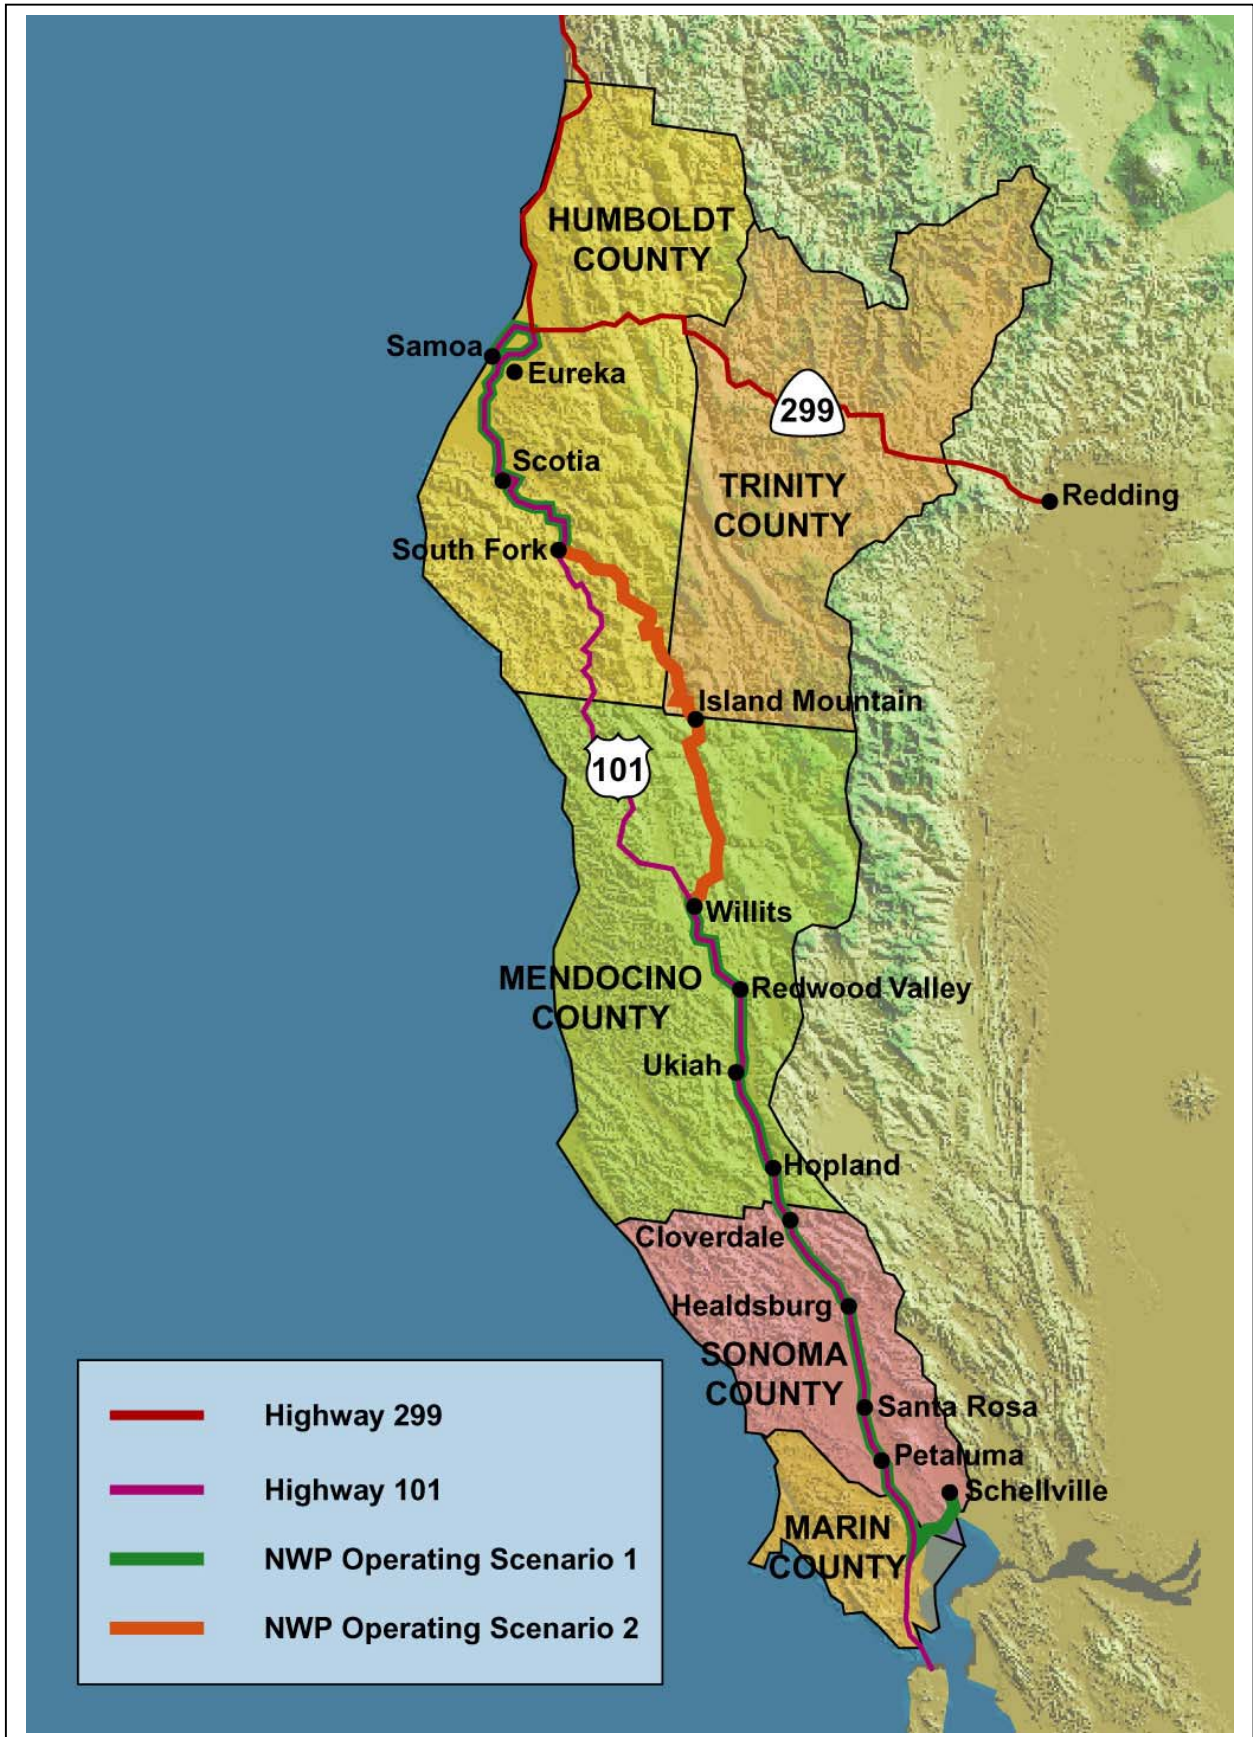 HUMBOLDT
COUNTY
Samoa
Eureka
299
Scotia
TRINITY
COUNTY
Redding
South Fork
Island Mountain
101
Willits
MENDOCINO
COUNTY
Redwood Valley
Ukiah
Hopland
Cloverdale
Healdsburg
SONOMA
COUNTY
Santa Rosa
Petaluma
Schellville
MARIN
COUNTY
Highway 299
Highway 101
NWP Operating Scenario 1
NWP Operating Scenario 2